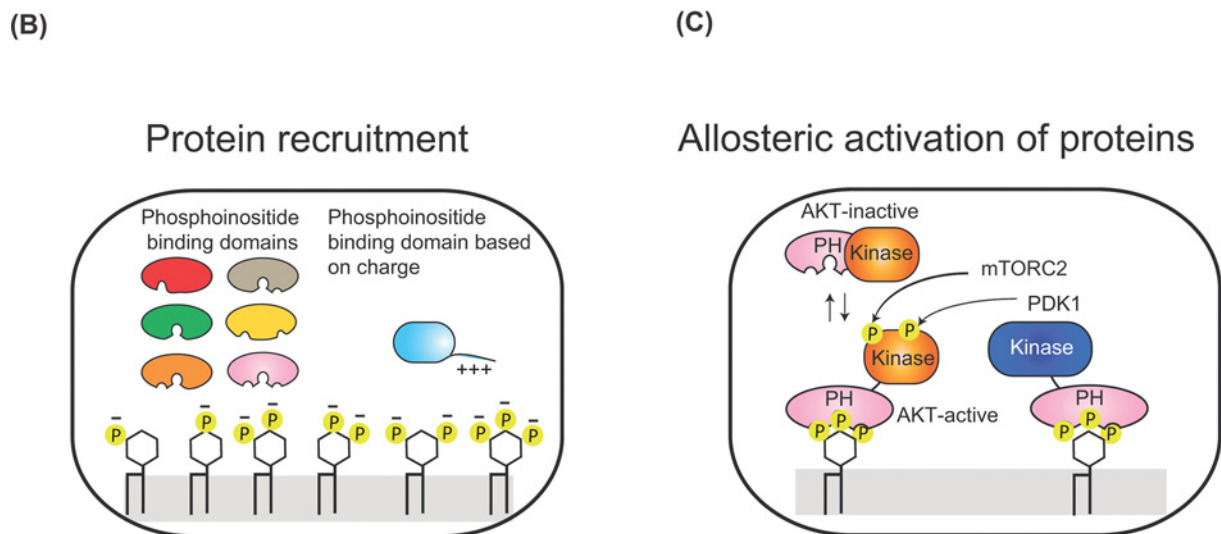 (B)
Protein recruitment
Phosphoinositide
binding domains
Phosphoinositide
binding domain based
on charge
+++
– – – – – – – – – –
P P P P P P P P P P
(C)
Allosteric activation of proteins
AKT-inactive
PH Kinase
mTORC2
PDK1
P P
Kinase
Kinase
PH
AKT-active
PH
P P P
P P P